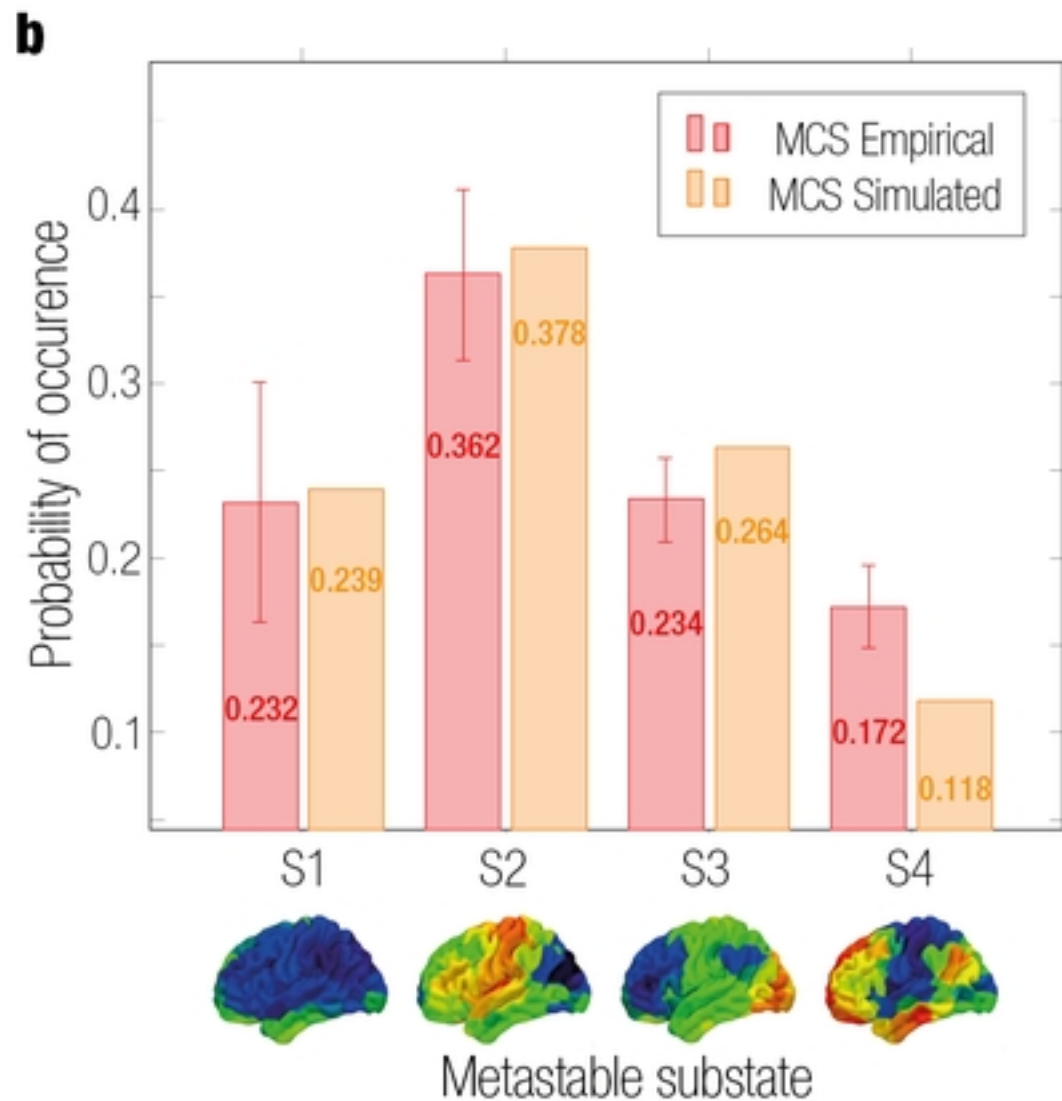 b
MCS Empirical
MCS Simulated
Probability of occurence
0.4
0.3
0.2
0.1
0.232
0.239
0.362
0.378
0.234
0.264
0.172
0.118
S1
S2
S3
S4
Metastable substate